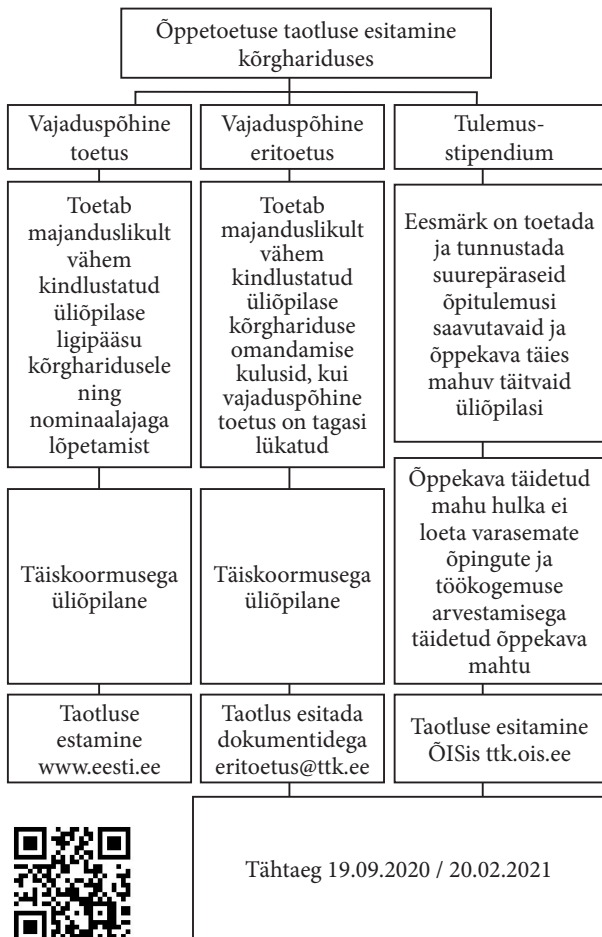 Õppetoetuse taotluse esitamine
kõrghariduses
Vajaduspõhine
toetus
Toetab
majanduslikult
vähem
kindlustatud
üliõpilase
ligipääsu
kõrgharidusele
ning
nominaalajaga
lõpetamist
Täiskoormusega
üliõpilane
Taotluse
estamine
www.eesti.ee
Vajaduspõhine
eritoetus
Toetab
majanduslikult
vähem
kindlustatud
üliõpilase
kõrghariduse
omandamise
kulusid, kui
vajaduspõhine
toetus on tagasi
lükatud
Täiskoormusega
üliõpilane
Taotlus esitada
dokumentidega
eritoetus@ttk.ee
Tulemus-
stipendium
Eesmärk on toetada
ja tunnustada
suurepäraseid
õpitulemusi
saavutavaid ja
õppekava täies
mahuv täitvaid
üliõpilasi
Õppekava täidetud
mahu hulka ei
loeta varasemate
õpingute ja
töökogemuse
arvestamisega
täidetud õppekava
mahtu
Taotluse esitamine
ÕISis ttk.ois.ee
Tähtaeg 19.09.2020 / 20.02.2021